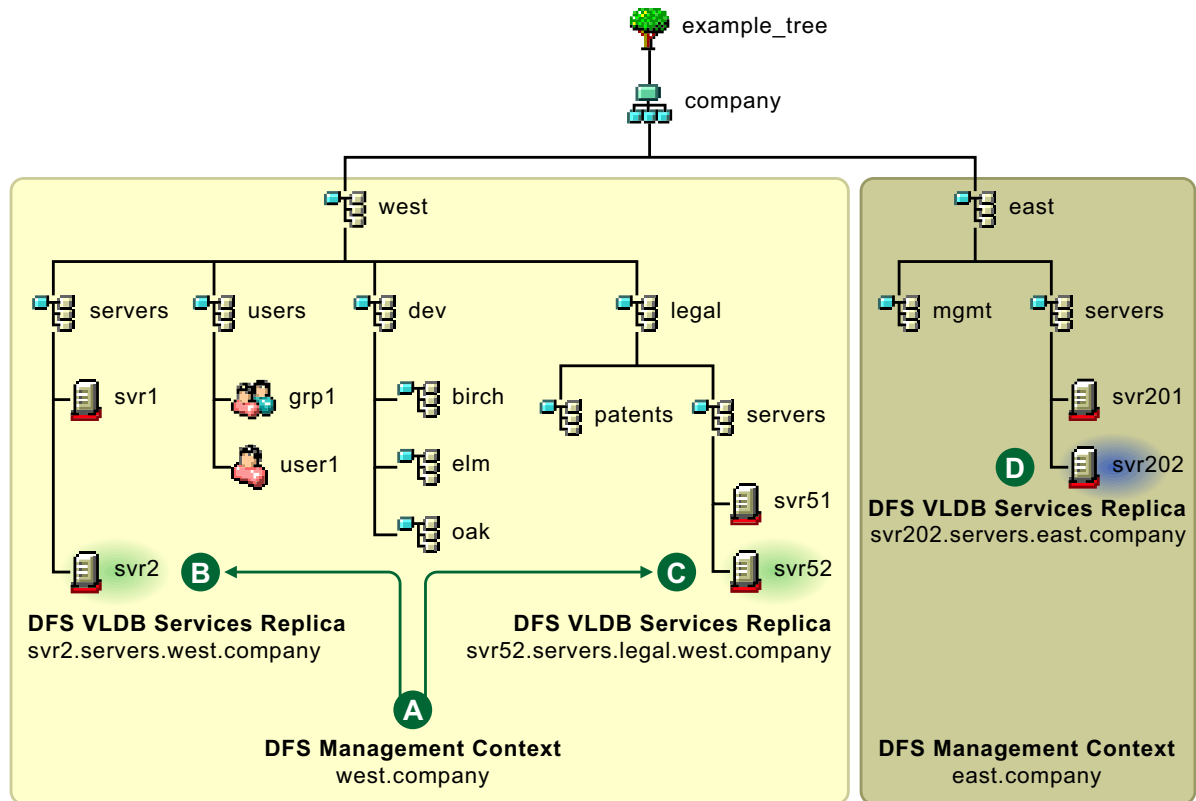 example_tree
company
west
east
servers
users
dev
legal
mgmt
servers
svr1
grp1
birch
patents
servers
svr201
user1
elm
D
svr202
svr51
DFS VLDB Services Replica
svr202.servers.east.company
oak
svr2
B
C
svr52
DFS VLDB Services Replica
svr2.servers.west.company
DFS VLDB Services Replica
svr52.servers.legal.west.company
A
DFS Management Context
west.company
DFS Management Context
east.company